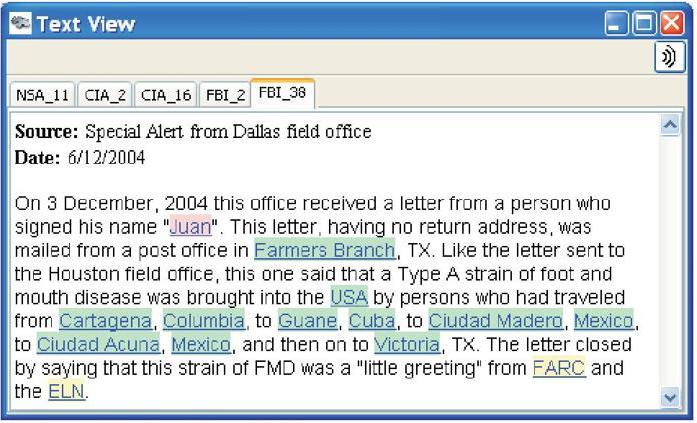 Text View
NSA_11 CIA_2 CIA_16 FBI_2 FBI_38
Source: Special Alert from Dallas field office
Date: 6/12/2004
On 3 December, 2004 this office received a letter from a person who
signed his name "Juan". This letter, having no return address, was
mailed from a post office in Farmers Branch, TX. Like the letter sent to
the Houston field office, this one said that a Type A strain of foot and
mouth disease was brought into the USA by persons who had traveled
from Cartagena, Columbia, to Guane, Cuba, to Ciudad Madero, Mexico,
to Ciudad Acuna, Mexico, and then on to Victoria, TX. The letter closed
by saying that this strain of FMD was a "little greeting" from FARC and
the ELN.